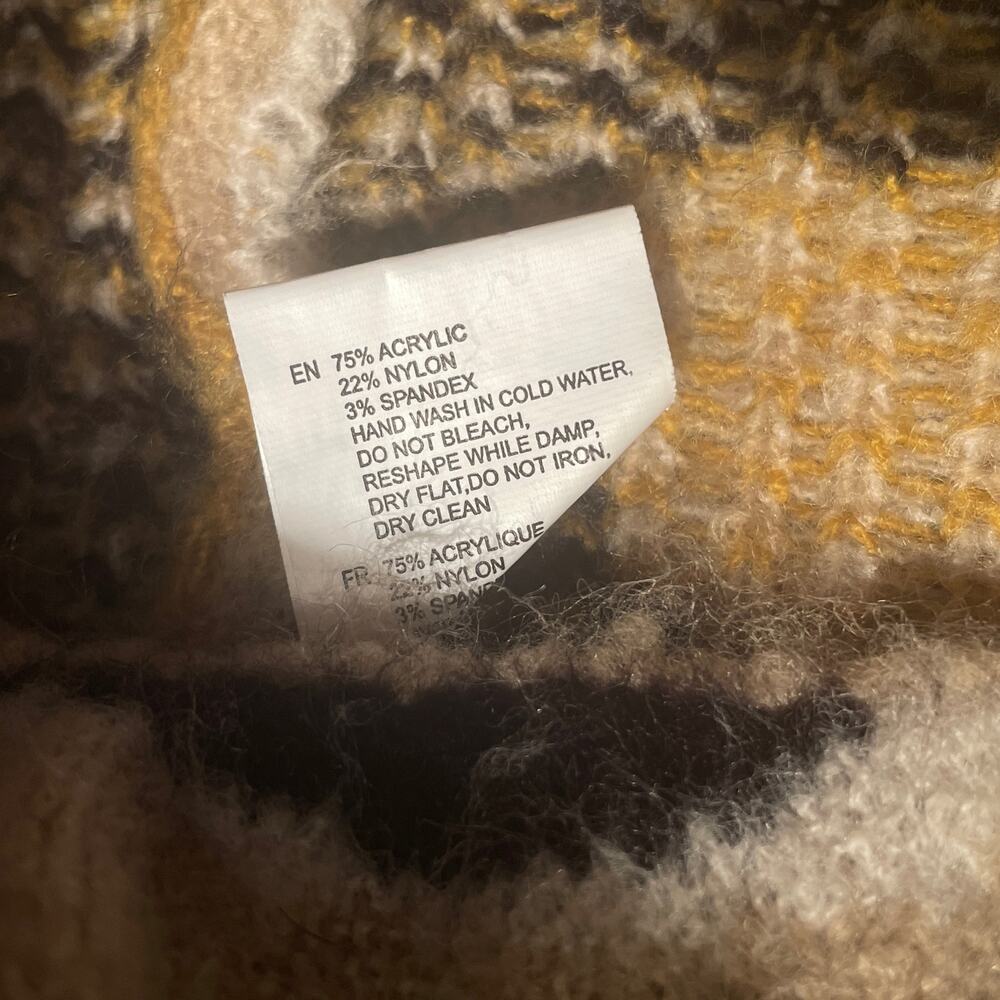 EN 75% ACRYLIC
22% NYLON
3% SPANDEX
HAND WASH IN COLD WATER,
DO NOT BLEACH,
RESHAPE WHILE DAMP,
DRY FLAT,DO NOT IRON,
DRY CLEAN
FR 75% ACRYLIQUE
22% NYLON
3%